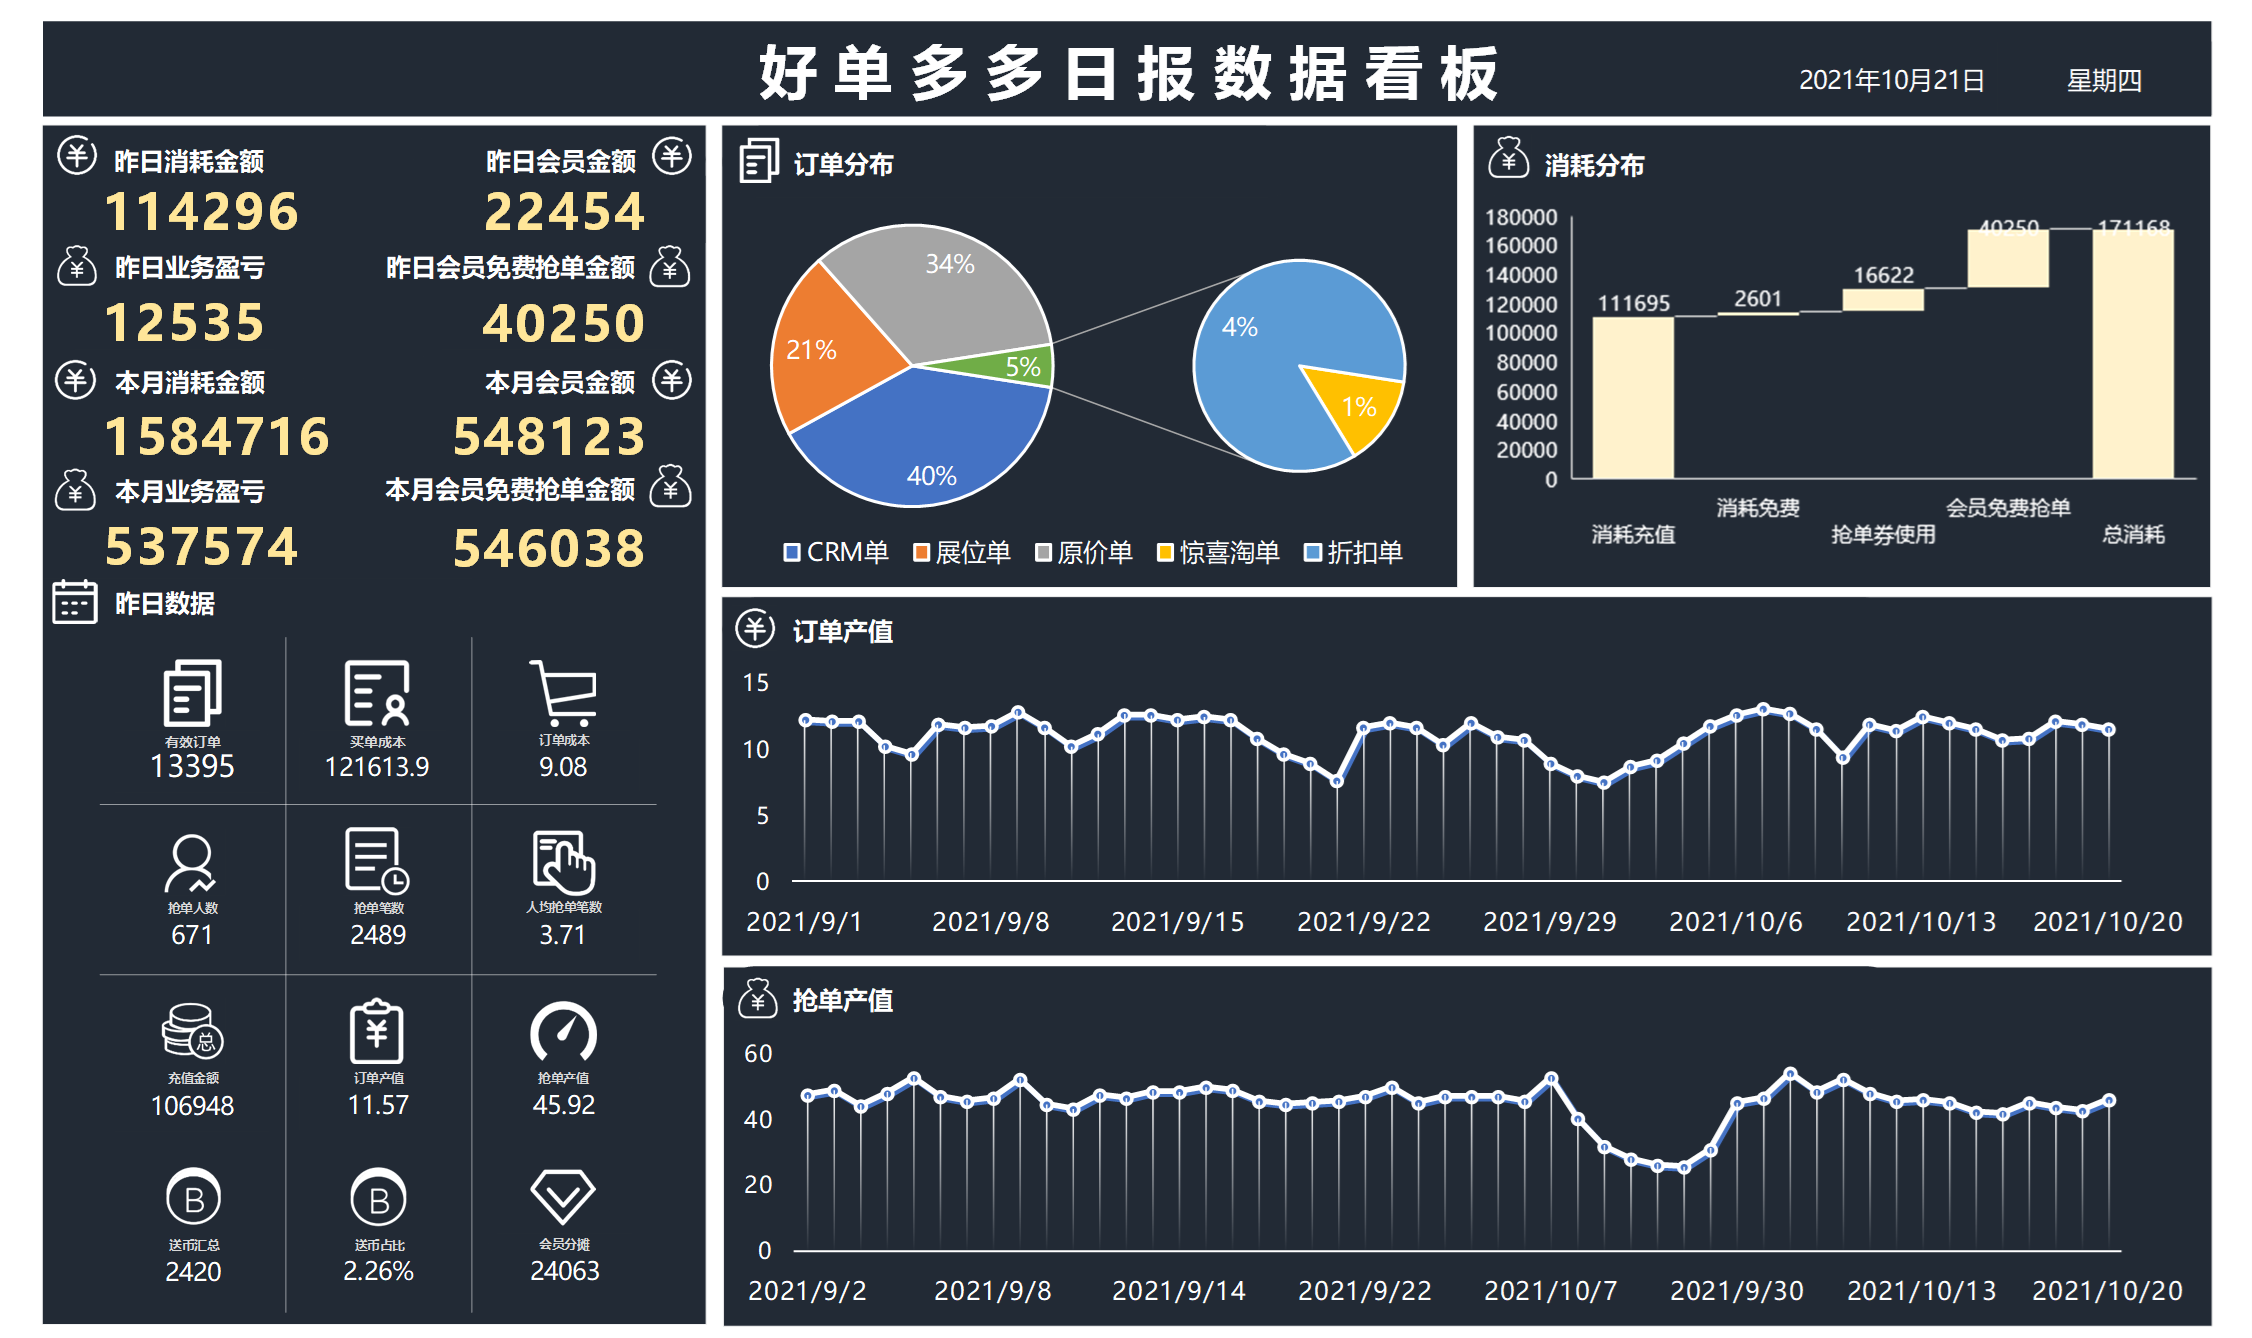 好单多多日报数据看板
2021年10月21日 星期四
昨日消耗金额 昨日会员金额
114296 22454
昨日业务盈亏 昨日会员免费抢单金额
12535 40250
本月消耗金额 本月会员金额
1584716 548123
本月业务盈亏 本月会员免费抢单金额
537574 546038
昨日数据
有效订单 买单成本 订单成本
13395 121613.9 9.08
抢单人数 抢单笔数 人均抢单笔数
671 2489 3.71
总
充值金额 订单产值 抢单产值
106948 11.57 45.92
B B
送币汇总 送币占比 会员分摊
2420 2.26% 24063
订单分布
34%
21%
5%
40%
4%
1%
CRM单 展位单 原价单 惊喜淘单 折扣单
消耗分布
180000
160000
140000
120000
100000
80000
60000
40000
20000
0
111695 2601 16622 40250 171168
消耗充值 消耗免费 抢单券使用 会员免费抢单 总消耗
订单产值
15
10
5
0
2021/9/1 2021/9/8 2021/9/15 2021/9/22 2021/9/29 2021/10/6 2021/10/13 2021/10/20
抢单产值
60
40
20
0
2021/9/2 2021/9/8 2021/9/14 2021/9/22 2021/10/7 2021/9/30 2021/10/13 2021/10/20